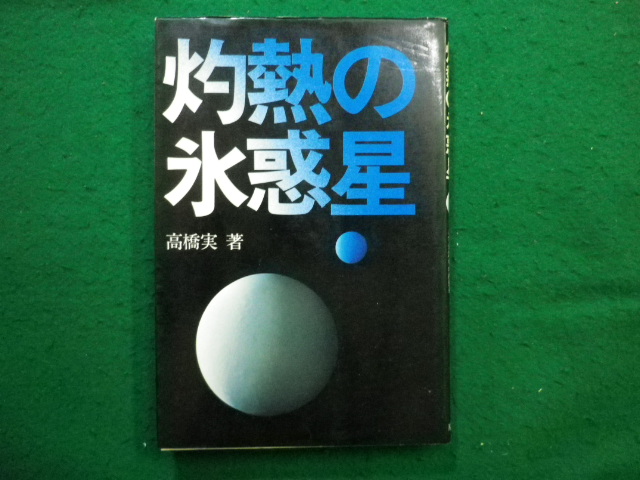 灼熱の
氷惑星
高橋実 著